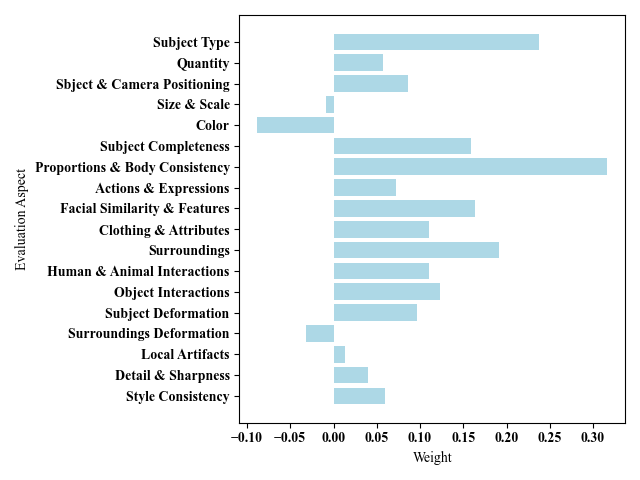 Subject Type
Quantity
Sbject & Camera Positioning
Size & Scale
Color
Subject Completeness
Proportions & Body Consistency
Actions & Expressions
Facial Similarity & Features
Clothing & Attributes
Surroundings
Human & Animal Interactions
Object Interactions
Subject Deformation
Surroundings Deformation
Local Artifacts
Detail & Sharpness
Style Consistency
Evaluation Aspect
−0.10 −0.05 0.00 0.05 0.10 0.15 0.20 0.25 0.30
Weight